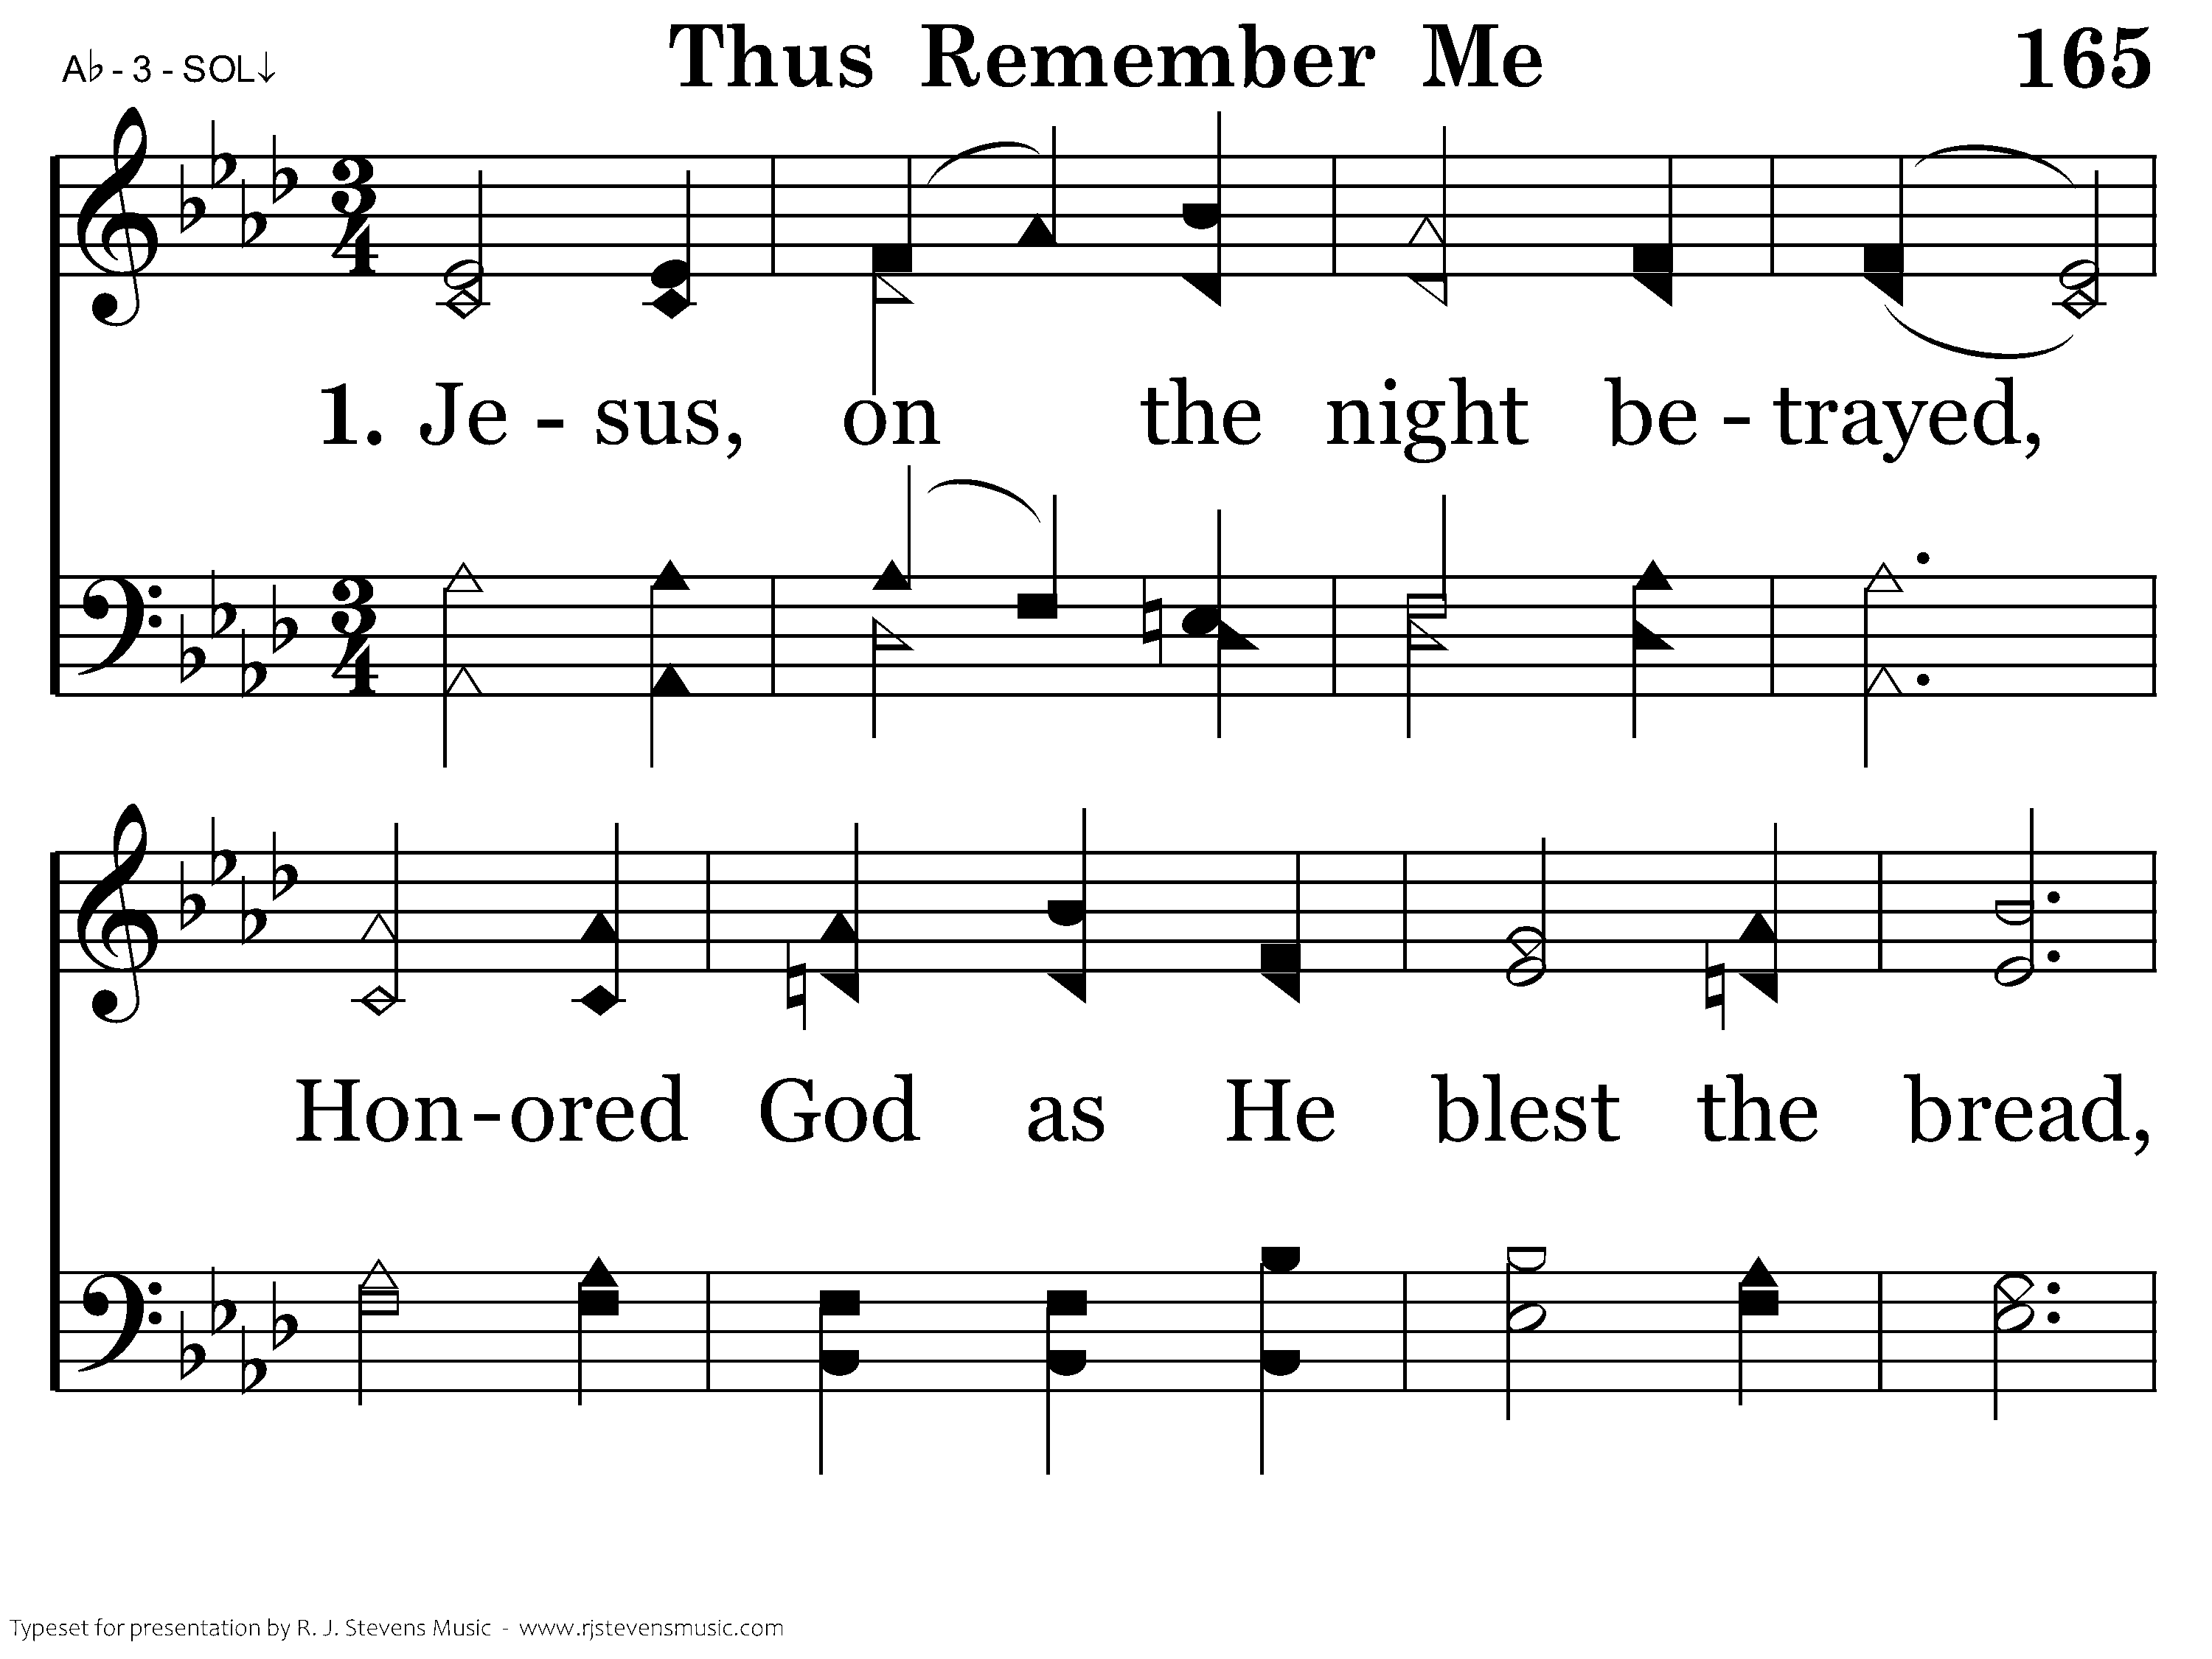 A♭ - 3 - SOL↓ Thus Remember Me 165
1. Je - sus, on the night be - trayed,
Hon - ored God as He blest the bread,
Typeset for presentation by R. J. Stevens Music - www.rjstevensmusic.com